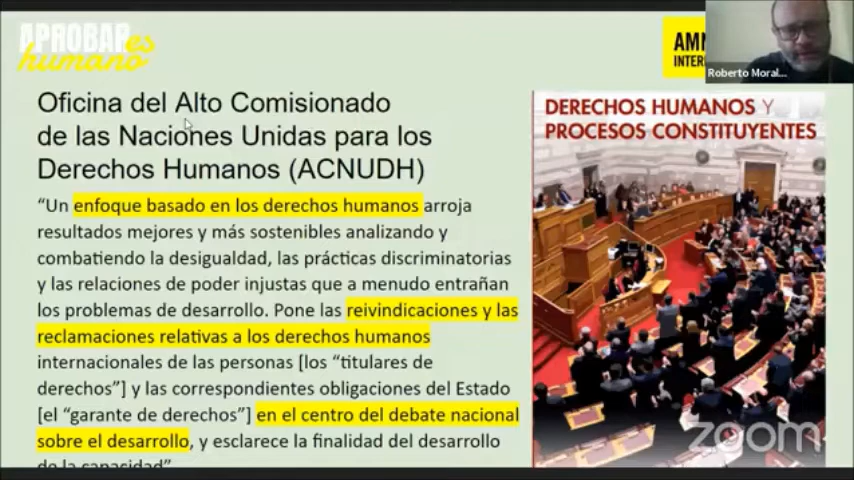 APROBAR es
humano
AMN
INTER
Roberto Moral...
Oficina del Alto Comisionado
de las Naciones Unidas para los
Derechos Humanos (ACNUDH)
“Un enfoque basado en los derechos humanos arroja
resultados mejores y más sostenibles analizando y
combatiendo la desigualdad, las prácticas discriminatorias
y las relaciones de poder injustas que a menudo entrañan
los problemas de desarrollo. Pone las reivindicaciones y las
reclamaciones relativas a los derechos humanos
internacionales de las personas [los “titulares de
derechos”] y las correspondientes obligaciones del Estado
[el “garante de derechos”] en el centro del debate nacional
sobre el desarrollo, y esclarece la finalidad del desarrollo
de la capacidad”
DERECHOS HUMANOS Y
PROCESOS CONSTITUYENTES
zoom